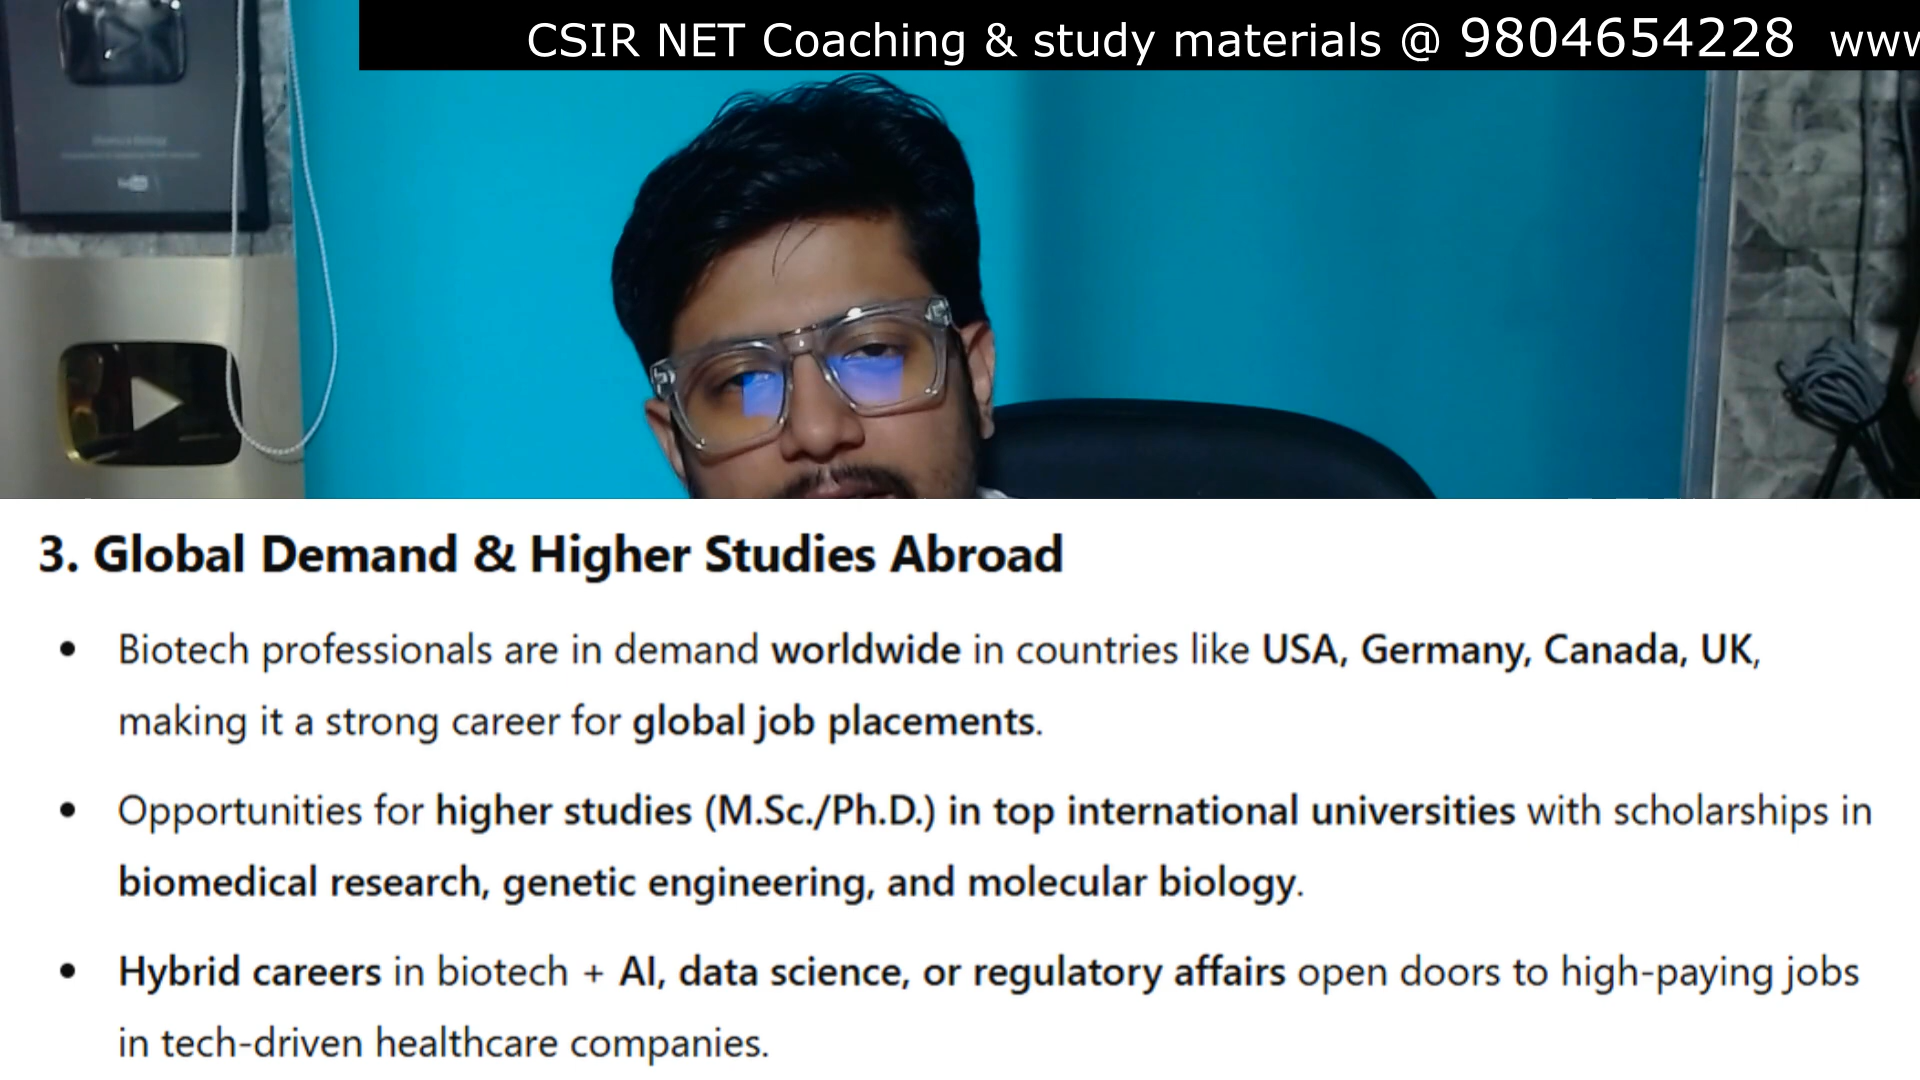 CSIR NET Coaching & study materials @ 9804654228 www
3. Global Demand & Higher Studies Abroad
• Biotech professionals are in demand worldwide in countries like USA, Germany, Canada, UK,
making it a strong career for global job placements.
• Opportunities for higher studies (M.Sc./Ph.D.) in top international universities with scholarships in
biomedical research, genetic engineering, and molecular biology.
• Hybrid careers in biotech + AI, data science, or regulatory affairs open doors to high-paying jobs
in tech-driven healthcare companies.